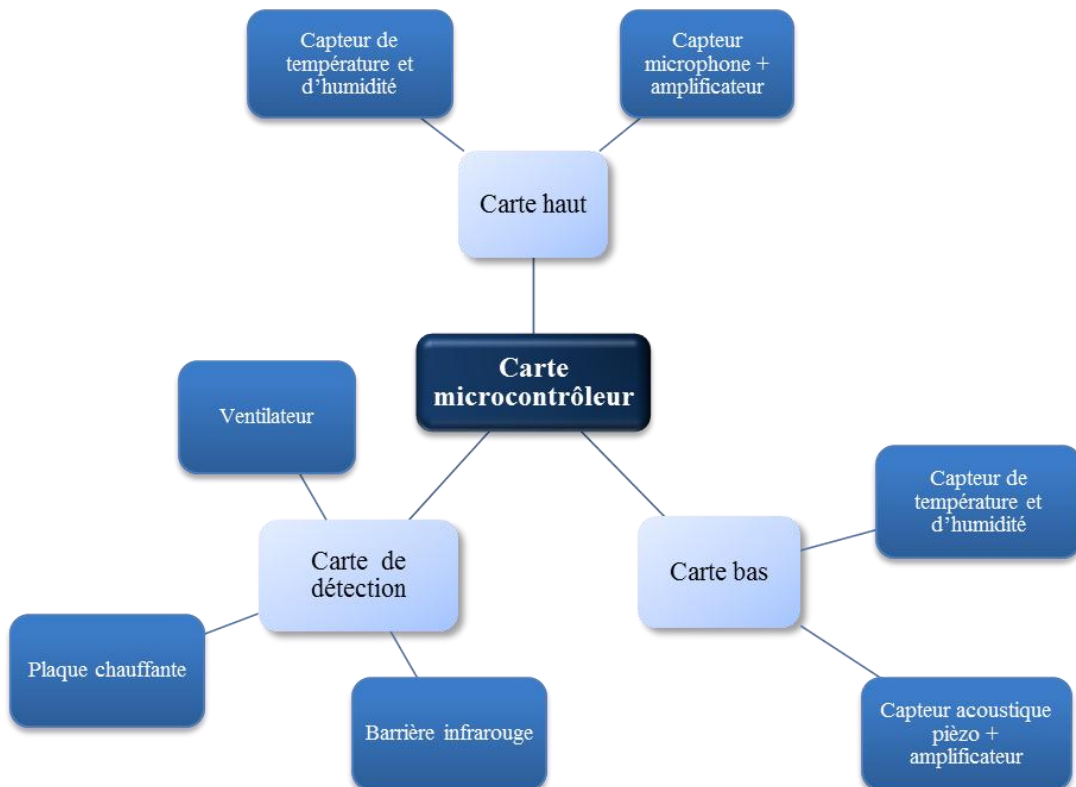 Capteur de
température et
d’humidité
Capteur
microphone +
amplificateur
Carte haut
Carte
microcontrôleur
Ventilateur
Capteur de
température et
d’humidité
Carte de
détection
Carte bas
Plaque chauffante
Barrière infrarouge
Capteur acoustique
pièzo +
amplificateur